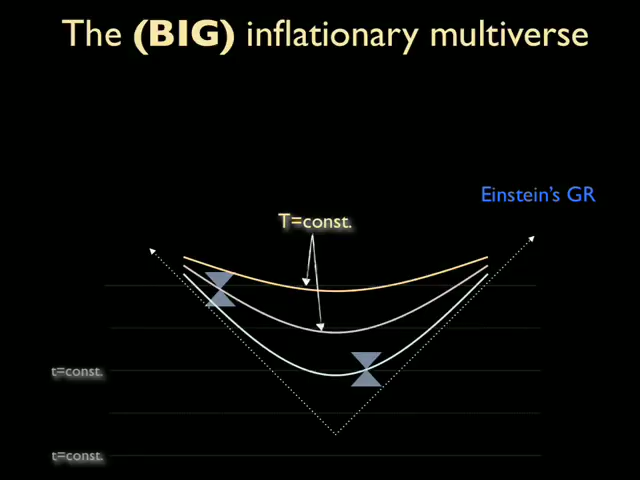 The (BIG) inflationary multiverse
Einstein's GR
T=const.
t=const.
t=const.